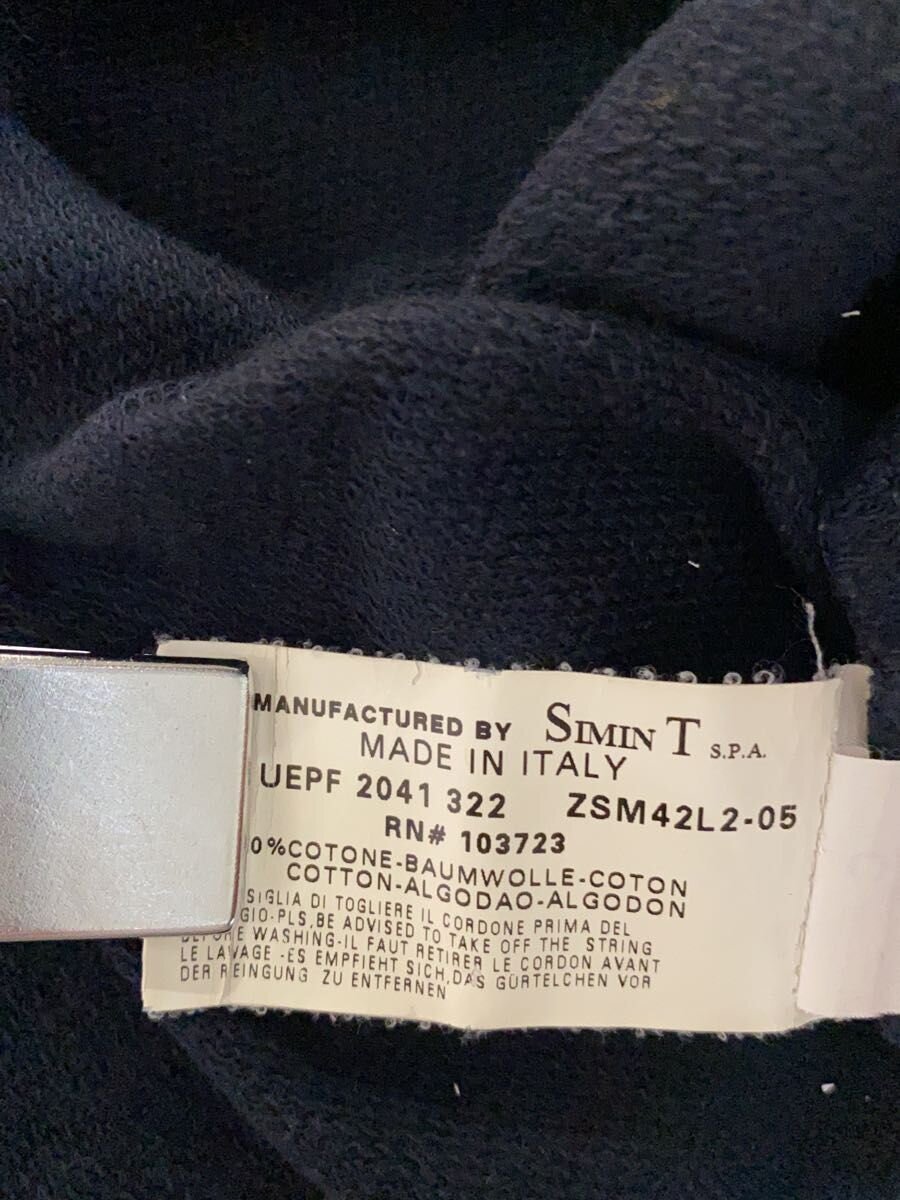 MANUFACTURED BY SIMIN T S.P.A.
MADE IN ITALY
UEPF 2041 322 ZSM42L2-05
RN# 103723
0%COTONE-BAUMWOLLE-COTON
COTTON-ALGODAO-ALGODON
SIGLIA DI TOGLIERE IL CORDONE PRIMA DEL
GIO-PLS,BE ADVISED TO TAKE OFF THE STRING
BEFORE WASHING-IL FAUT RETIRER LE CORDON AVANT
LE LAVAGE -ES EMPFIEHT SICH,DAS GÜRTELCHEN VOR
DER REINGUNG ZU ENTFERNEN